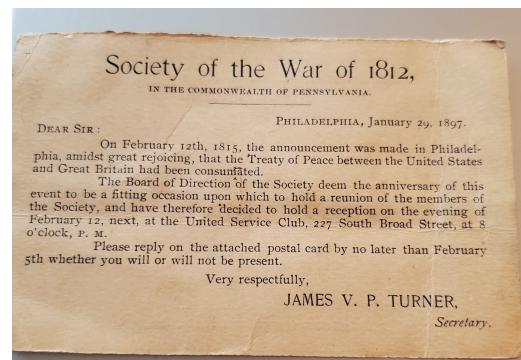 Society of the War of 1812,
IN THE COMMONWEALTH OF PENNSYLVANIA.
PHILADELPHIA, January 29, 1897.
DEAR SIR :
On February 12th, 1815, the announcement was made in Philadel-
phia, amidst great rejoicing, that the Treaty of Peace between the United States
and Great Britain had been consumated.
The Board of Direction of the Society deem the anniversary of this
event to be a fitting occasion upon which to hold a reunion of the members of
the Society, and have therefore decided to hold a reception on the evening of
February 12, next, at the United Service Club, 227 South Broad Street, at 8
o'clock, P. M.
Please reply on the attached postal card by no later than February
5th whether you will or will not be present.
Very respectfully,
JAMES V. P. TURNER,
Secretary.